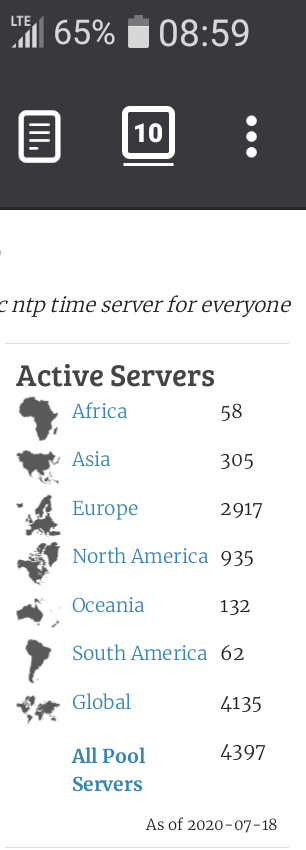 LTE 65% 08:59
10
c ntp time server for everyone
Active Servers
Africa 58
Asia 305
Europe 2917
North America 935
Oceania 132
South America 62
Global 4135
All Pool 4397
Servers
As of 2020-07-18